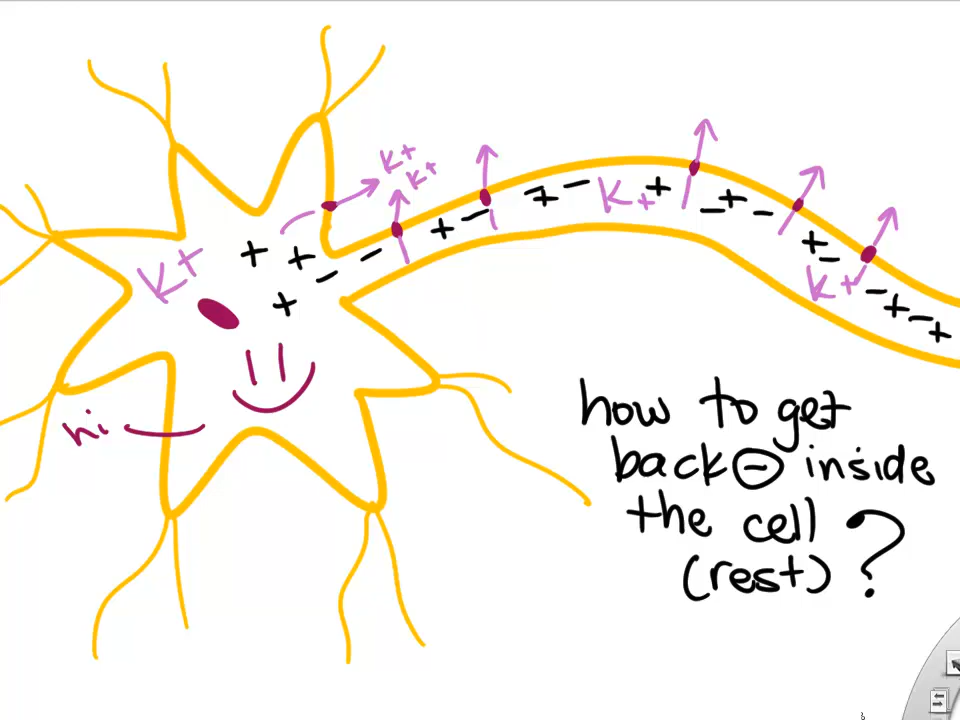 K+
K+
K+
K+
K+
hi
how to get
back ⊖ inside
the cell
(rest) ?